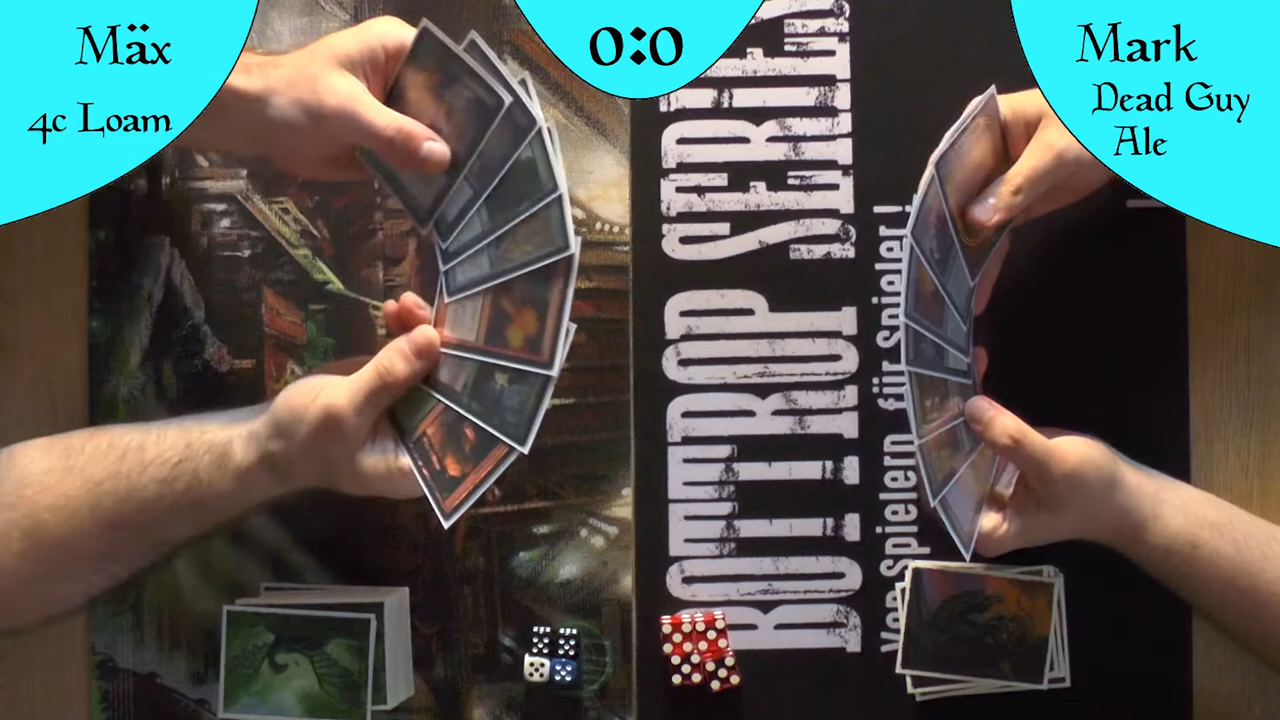 Mäx
4c Loam
0:0
Mark
Dead Guy
Ale
BOTTROP SERIE
Von Spielern für Spieler!